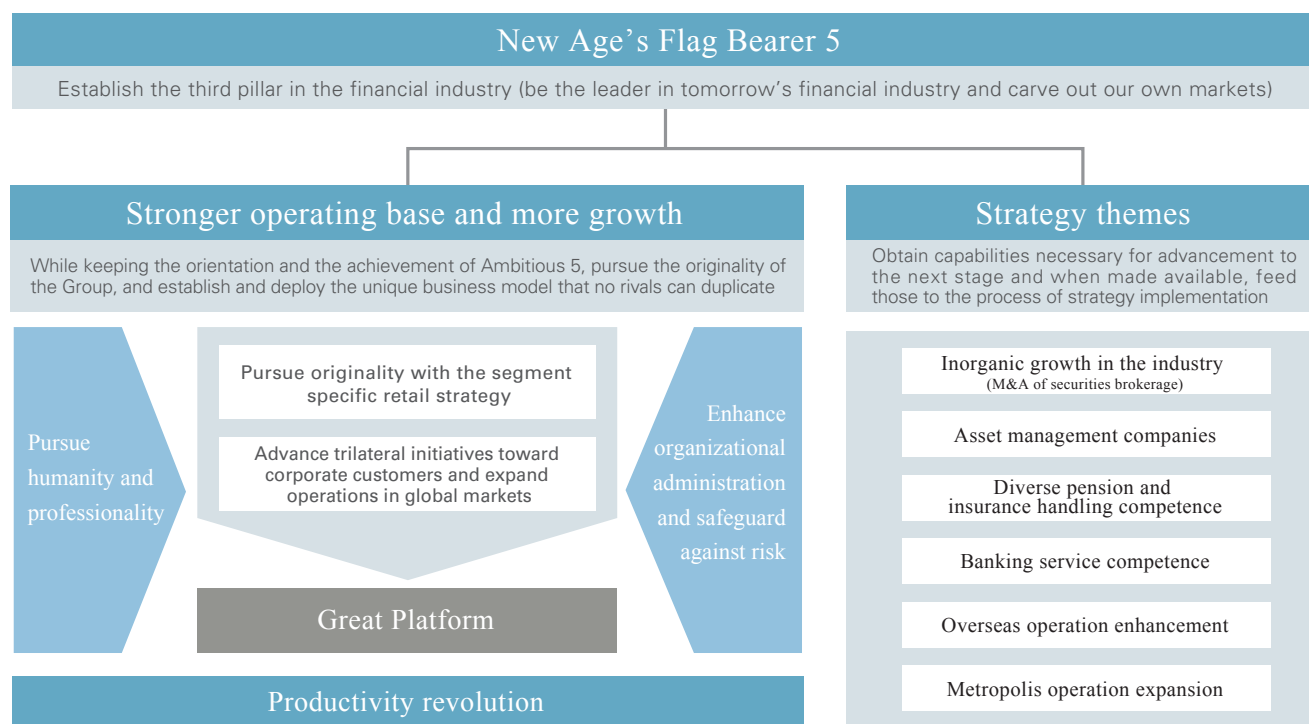 New Age’s Flag Bearer 5
Establish the third pillar in the financial industry (be the leader in tomorrow’s financial industry and carve out our own markets)
Stronger operating base and more growth
While keeping the orientation and the achievement of Ambitious 5, pursue the originality of
the Group, and establish and deploy the unique business model that no rivals can duplicate
Pursue
humanity and
professionality
Pursue originality with the segment
specific retail strategy
Advance trilateral initiatives toward
corporate customers and expand
operations in global markets
Enhance
organizational
administration
and safeguard
against risk
Great Platform
Productivity revolution
Strategy themes
Obtain capabilities necessary for advancement to
the next stage and when made available, feed
those to the process of strategy implementation
Inorganic growth in the industry
(M&A of securities brokerage)
Asset management companies
Diverse pension and
insurance handling competence
Banking service competence
Overseas operation enhancement
Metropolis operation expansion